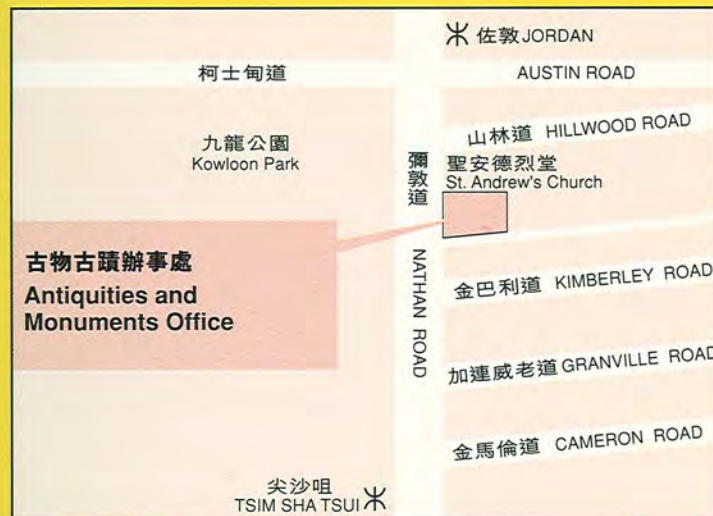 佐敦 JORDAN
柯士甸道
AUSTIN ROAD
山林道 HILLWOOD ROAD
九龍公園
Kowloon Park
彌敦道 NATHAN ROAD
聖安德烈堂
St. Andrew's Church
古物古蹟辦事處
Antiquities and
Monuments Office
金巴利道 KIMBERLEY ROAD
加連威老道 GRANVILLE ROAD
金馬倫道 CAMERON ROAD
尖沙咀
TSIM SHA TSUI